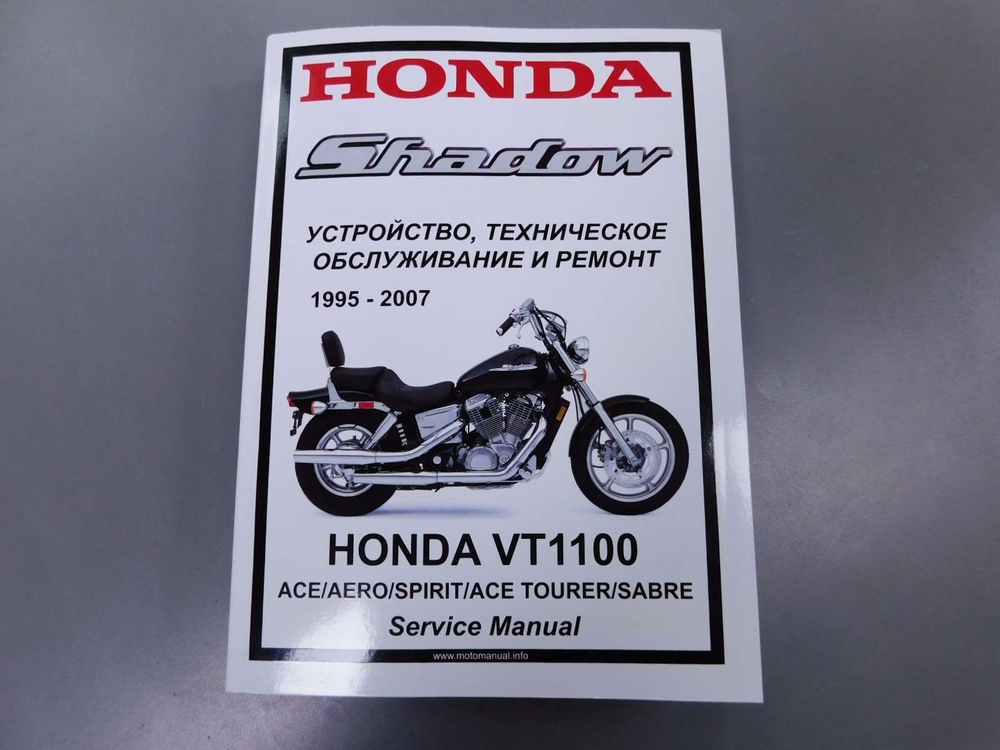 HONDA
Shadow
УСТРОЙСТВО, ТЕХНИЧЕСКОЕ
ОБСЛУЖИВАНИЕ И РЕМОНТ
1995 - 2007
Shadow
HONDA VT1100
ACE/AERO/SPIRIT/ACE TOURER/SABRE
Service Manual
www.motomanual.info